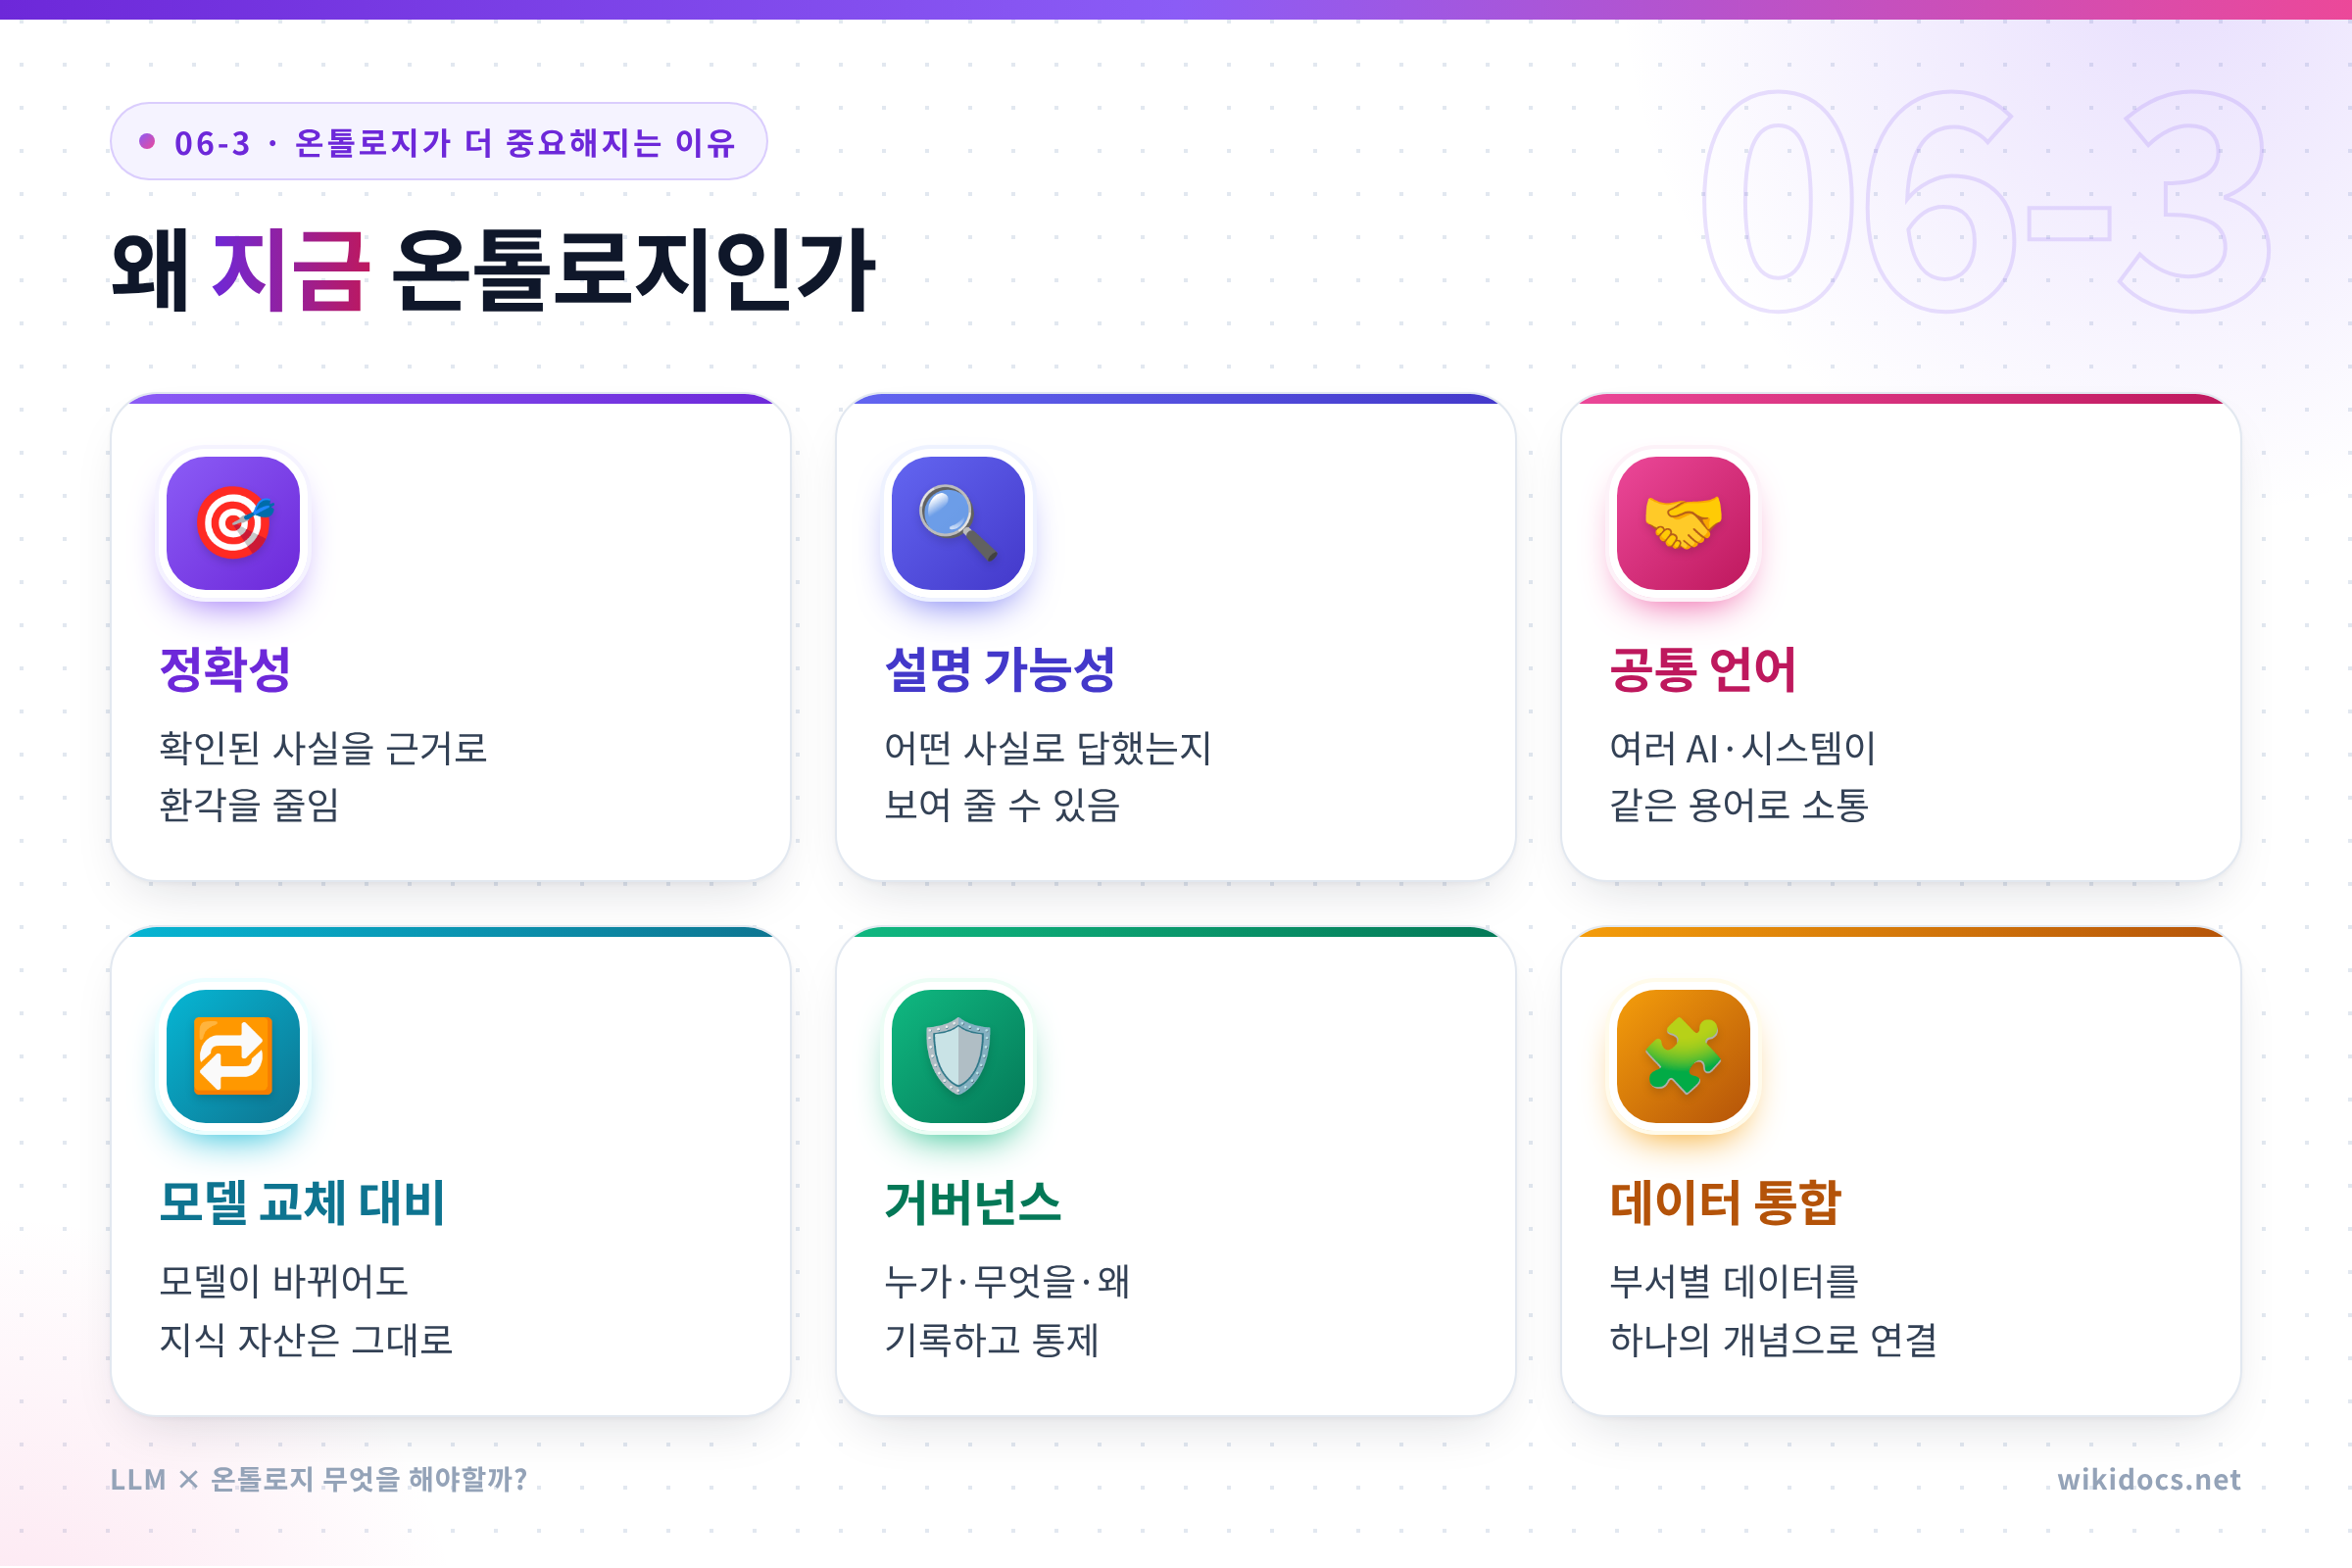 06-3 · 온톨로지가 더 중요해지는 이유
06-3
왜 지금 온톨로지인가
정확성
확인된 사실을 근거로
환각을 줄임
설명 가능성
어떤 사실로 답했는지
보여 줄 수 있음
공통 언어
여러 AI·시스템이
같은 용어로 소통
모델 교체 대비
모델이 바뀌어도
지식 자산은 그대로
거버넌스
누가·무엇을·왜
기록하고 통제
데이터 통합
부서별 데이터를
하나의 개념으로 연결
LLM × 온톨로지 무엇을 해야할까?
wikidocs.net